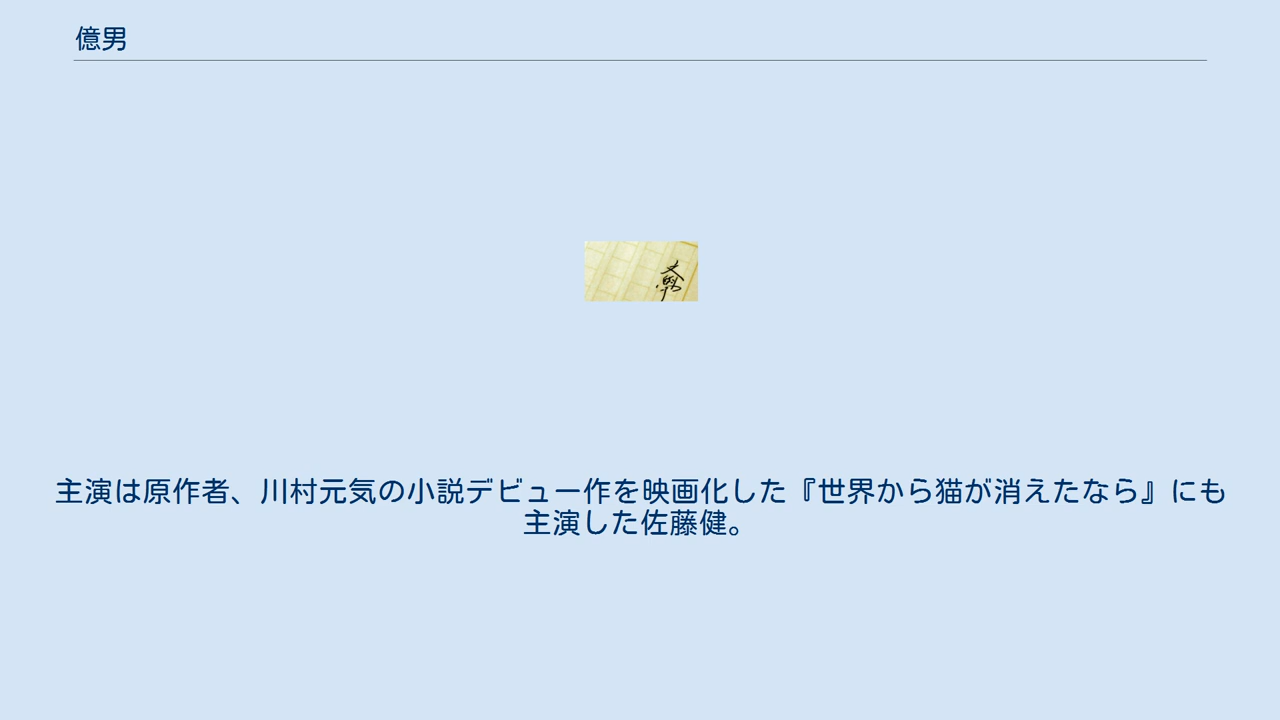 億男
主演は原作者、川村元気の小説デビュー作を映画化した『世界から猫が消えたなら』にも
主演した佐藤健。